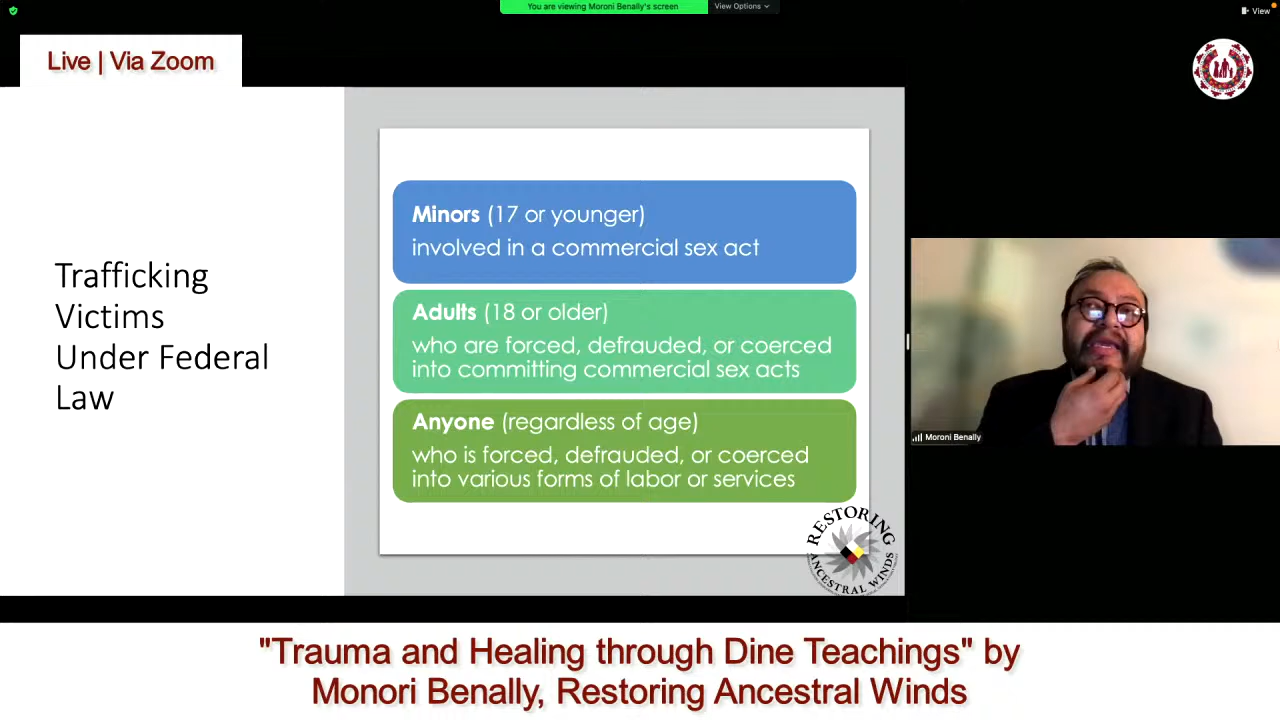 You are viewing Moroni Benally's screen
View Options
View
Live | Via Zoom
Trafficking
Victims
Under Federal
Law
Minors (17 or younger)
involved in a commercial sex act
Adults (18 or older)
who are forced, defrauded, or coerced
into committing commercial sex acts
Anyone (regardless of age)
who is forced, defrauded, or coerced
into various forms of labor or services
RESTORING
ANCESTRAL WINDS
Moroni Benally
"Trauma and Healing through Dine Teachings" by
Monori Benally, Restoring Ancestral Winds